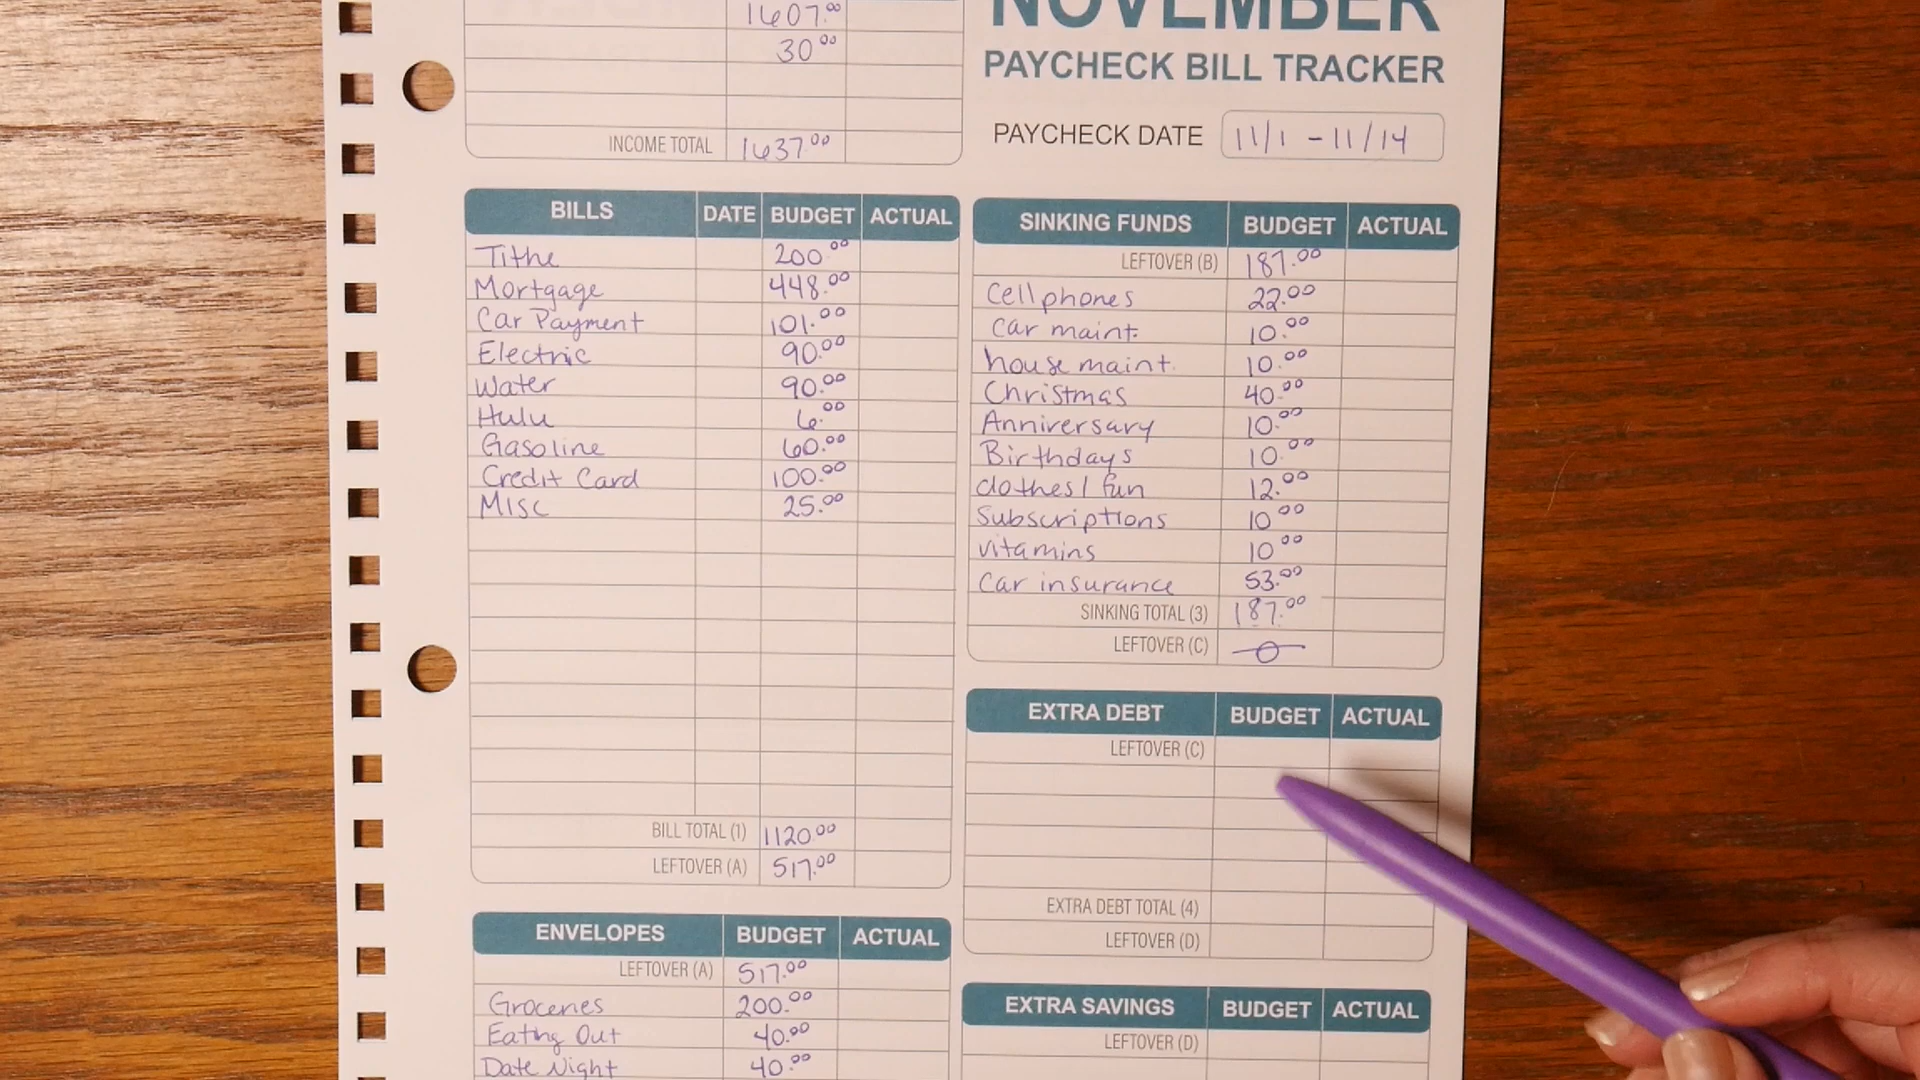 1607.00
30.00
INCOME TOTAL 1637.00
NOVEMBER
PAYCHECK BILL TRACKER
PAYCHECK DATE 11/1 - 11/14
BILLS DATE BUDGET ACTUAL
Tithe 200.00
Mortgage 448.00
Car Payment 101.00
Electric 90.00
Water 90.00
Hulu 6.00
Gasoline 60.00
Credit Card 100.00
Misc 25.00
BILL TOTAL (1) 1120.00
LEFTOVER (A) 517.00
ENVELOPES BUDGET ACTUAL
LEFTOVER (A) 517.00
Groceries 200.00
Eating Out 40.00
Date Night 40.00
SINKING FUNDS BUDGET ACTUAL
LEFTOVER (B) 187.00
Cell phones 22.00
Car maint. 10.00
house maint. 10.00
Christmas 40.00
Anniversary 10.00
Birthdays 10.00
clothes/fun 12.00
Subscriptions 10.00
vitamins 10.00
Car insurance 53.00
SINKING TOTAL (3) 187.00
LEFTOVER (C) 0
EXTRA DEBT BUDGET ACTUAL
LEFTOVER (C)
EXTRA DEBT TOTAL (4)
LEFTOVER (D)
EXTRA SAVINGS BUDGET ACTUAL
LEFTOVER (D)